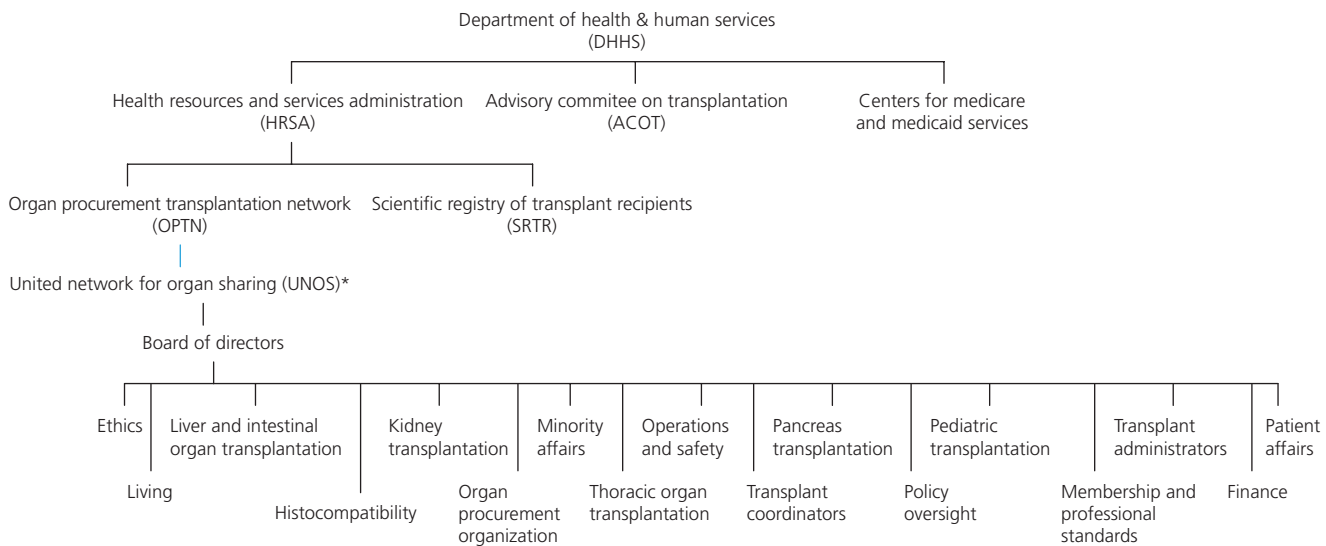 Department of health & human services
(DHHS)
Health resources and services administration
(HRSA)
Advisory commitee on transplantation
(ACOT)
Centers for medicare
and medicaid services
Organ procurement transplantation network
(OPTN)
Scientific registry of transplant recipients
(SRTR)
United network for organ sharing (UNOS)*
Board of directors
Ethics
Liver and intestinal
organ transplantation
Kidney
transplantation
Minority
affairs
Operations
and safety
Pancreas
transplantation
Pediatric
transplantation
Transplant
administrators
Patient
affairs
Living
Histocompatibility
Organ
procurement
organization
Thoracic organ
transplantation
Transplant
coordinators
Policy
oversight
Membership and
professional
standards
Finance